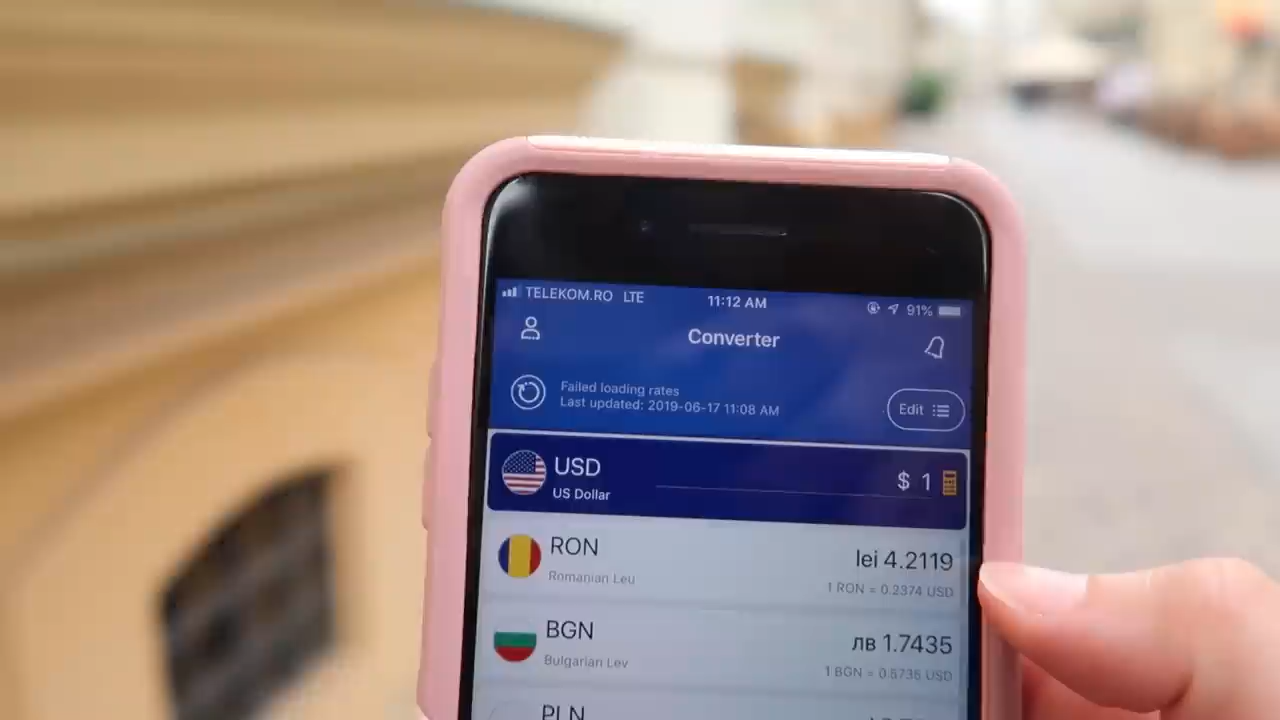 TELEKOM.RO LTE 11:12 AM 91%
Converter
Failed loading rates
Last updated: 2019-06-17 11:08 AM
Edit
USD
$ 1
US Dollar
RON
lei 4.2119
Romanian Leu
1 RON = 0.2374 USD
BGN
лв 1.7435
Bulgarian Lev
1 BGN = 0.5735 USD
PLN